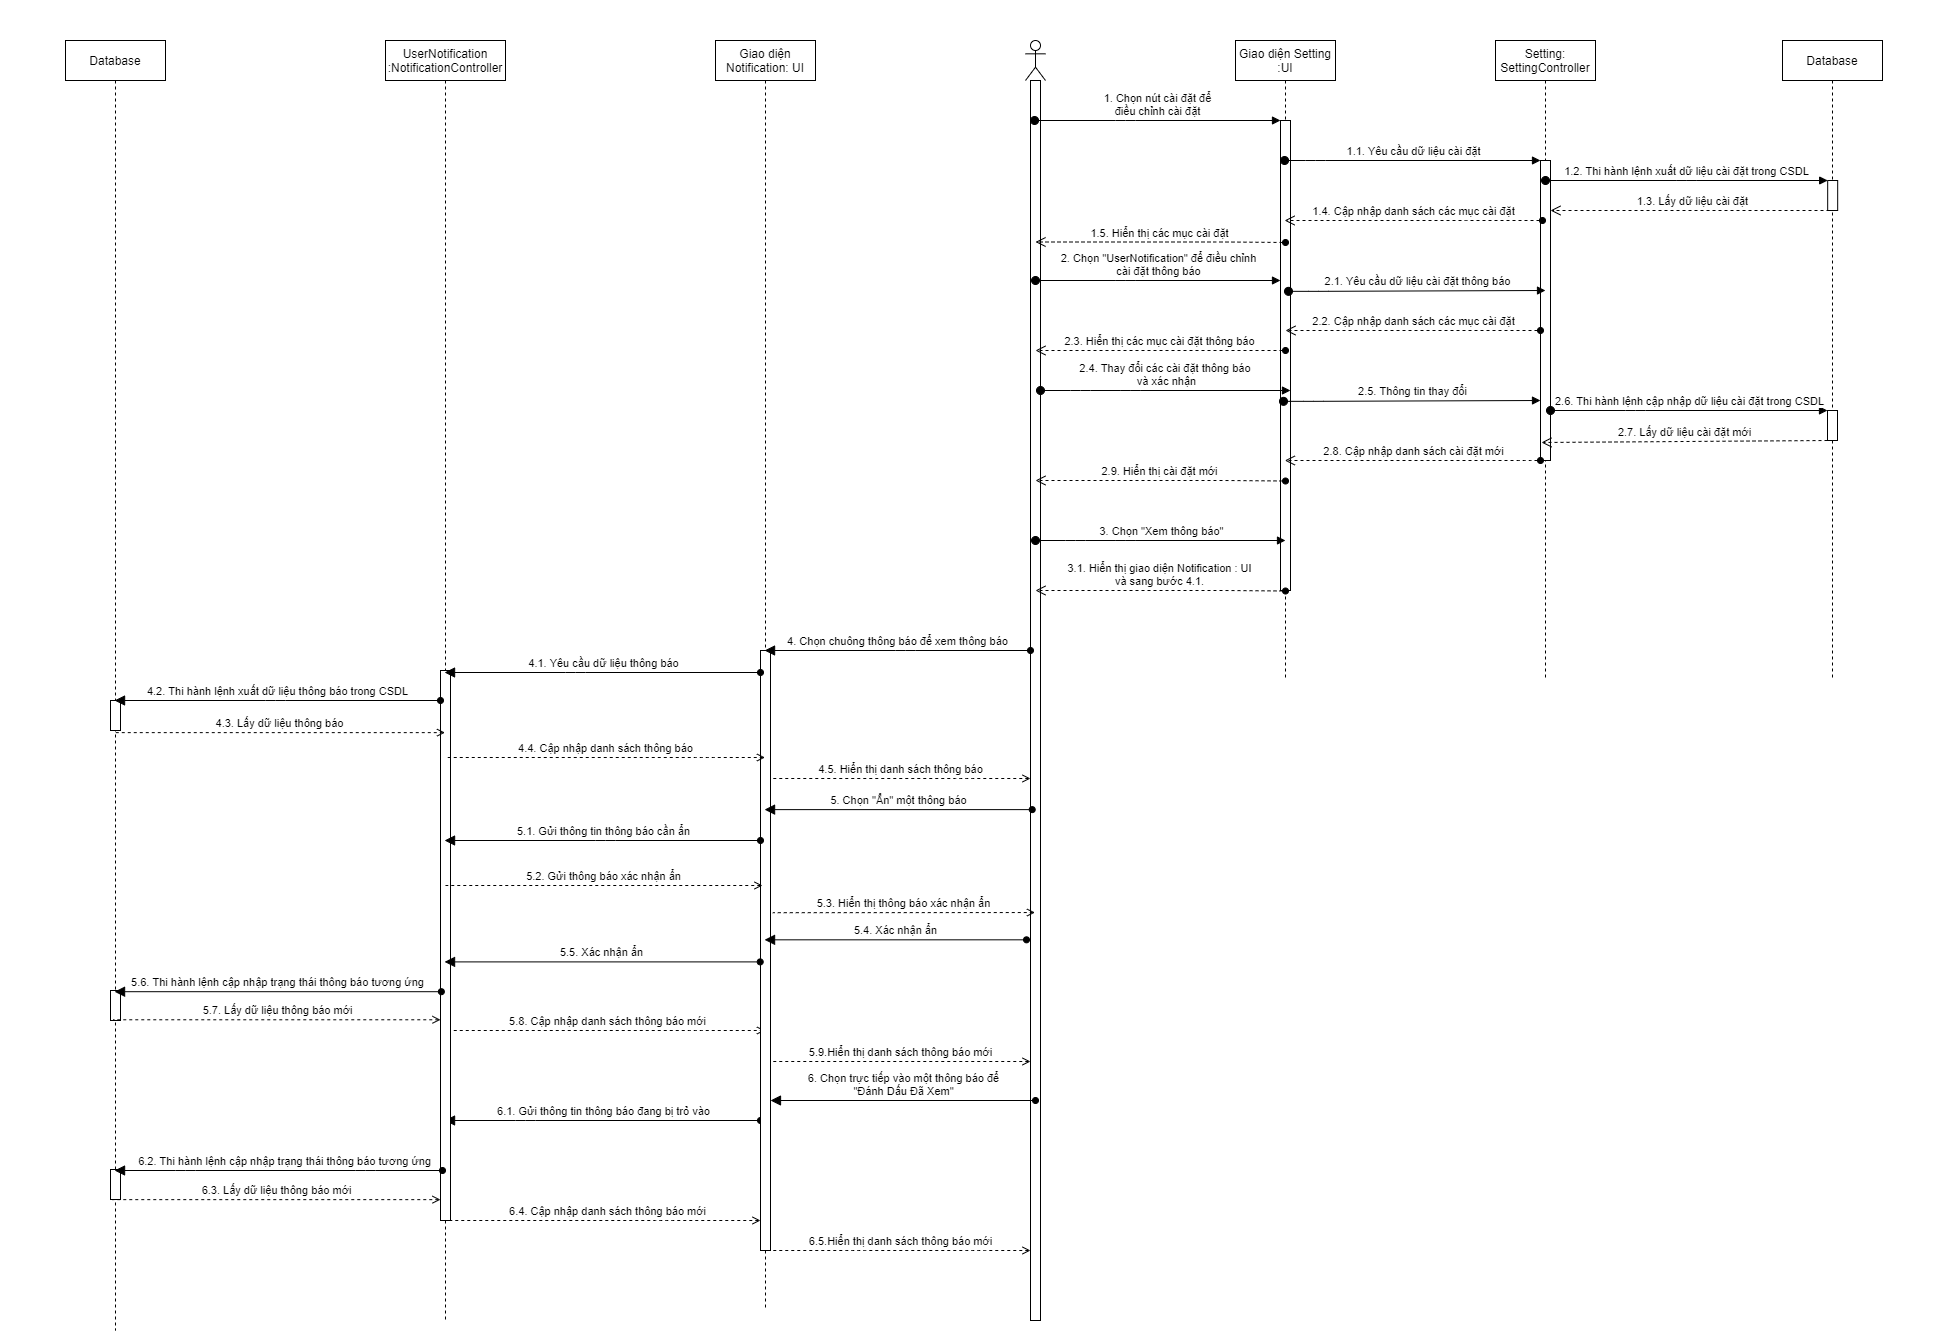 Database
UserNotification
:NotificationController
Giao diện
Notification: UI
Giao diện Setting
:UI
Setting:
SettingController
Database
1. Chọn nút cài đặt để
điều chỉnh cài đặt
1.1. Yêu cầu dữ liệu cài đặt
1.2. Thi hành lệnh xuất dữ liệu cài đặt trong CSDL
1.3. Lấy dữ liệu cài đặt
1.4. Cập nhập danh sách các mục cài đặt
1.5. Hiển thị các mục cài đặt
2. Chọn "UserNotification" để điều chỉnh
cài đặt thông báo
2.1. Yêu cầu dữ liệu cài đặt thông báo
2.2. Cập nhập danh sách các mục cài đặt
2.3. Hiển thị các mục cài đặt thông báo
2.4. Thay đổi các cài đặt thông báo
và xác nhận
2.5. Thông tin thay đổi
2.6. Thi hành lệnh cập nhập dữ liệu cài đặt trong CSDL
2.7. Lấy dữ liệu cài đặt mới
2.8. Cập nhập danh sách cài đặt mới
2.9. Hiển thị cài đặt mới
3. Chọn "Xem thông báo"
3.1. Hiển thị giao diện Notification : UI
và sang bước 4.1.
4. Chọn chuông thông báo để xem thông báo
4.1. Yêu cầu dữ liệu thông báo
4.2. Thi hành lệnh xuất dữ liệu thông báo trong CSDL
4.3. Lấy dữ liệu thông báo
4.4. Cập nhập danh sách thông báo
4.5. Hiển thị danh sách thông báo
5. Chọn "Ẩn" một thông báo
5.1. Gửi thông tin thông báo cần ẩn
5.2. Gửi thông báo xác nhận ẩn
5.3. Hiển thị thông báo xác nhận ẩn
5.4. Xác nhận ẩn
5.5. Xác nhận ẩn
5.6. Thi hành lệnh cập nhập trạng thái thông báo tương ứng
5.7. Lấy dữ liệu thông báo mới
5.8. Cập nhập danh sách thông báo mới
5.9.Hiển thị danh sách thông báo mới
6. Chọn trực tiếp vào một thông báo để
"Đánh Dấu Đã Xem"
6.1. Gửi thông tin thông báo đang bị trỏ vào
6.2. Thi hành lệnh cập nhập trạng thái thông báo tương ứng
6.3. Lấy dữ liệu thông báo mới
6.4. Cập nhập danh sách thông báo mới
6.5.Hiển thị danh sách thông báo mới